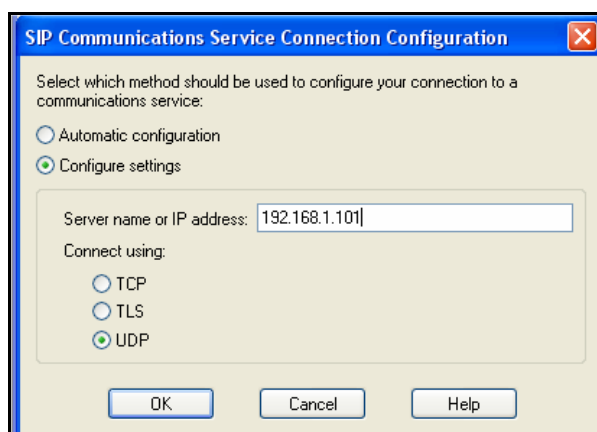 SIP Communications Service Connection Configuration
Select which method should be used to configure your connection to a
communications service:
Automatic configuration
Configure settings
Server name or IP address: 192.168.1.101
Connect using:
TCP
TLS
UDP
OK Cancel Help